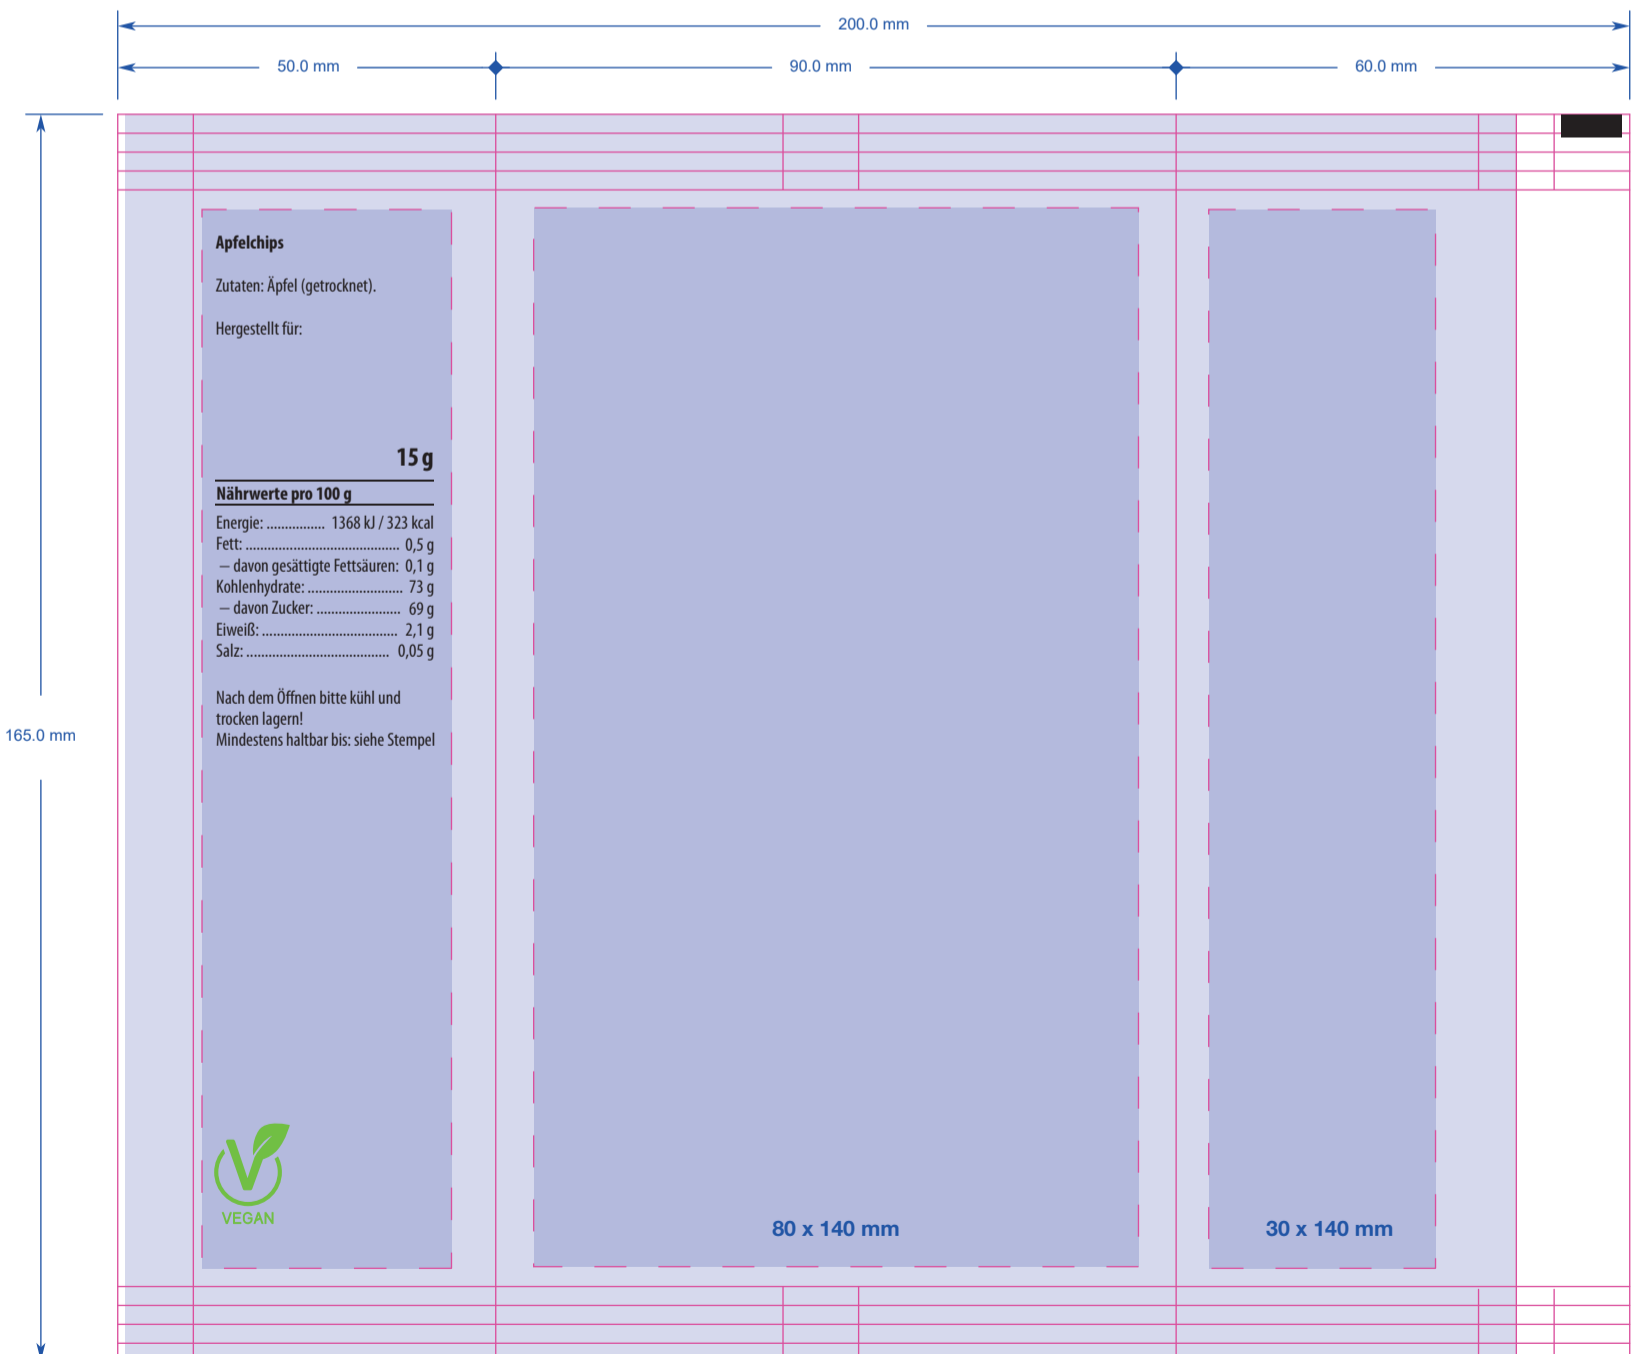 200.0 mm
50.0 mm
90.0 mm
60.0 mm
165.0 mm
Apfelchips
Zutaten: Äpfel (getrocknet).
Hergestellt für:
15 g
Nährwerte pro 100 g
Energie: ................ 1368 kJ / 323 kcal
Fett: .......................................... 0,5 g
– davon gesättigte Fettsäuren: 0,1 g
Kohlenhydrate: .......................... 73 g
– davon Zucker: ....................... 69 g
Eiweiß: ..................................... 2,1 g
Salz: ....................................... 0,05 g
Nach dem Öffnen bitte kühl und
trocken lagern!
Mindestens haltbar bis: siehe Stempel
V
VEGAN
80 x 140 mm
30 x 140 mm